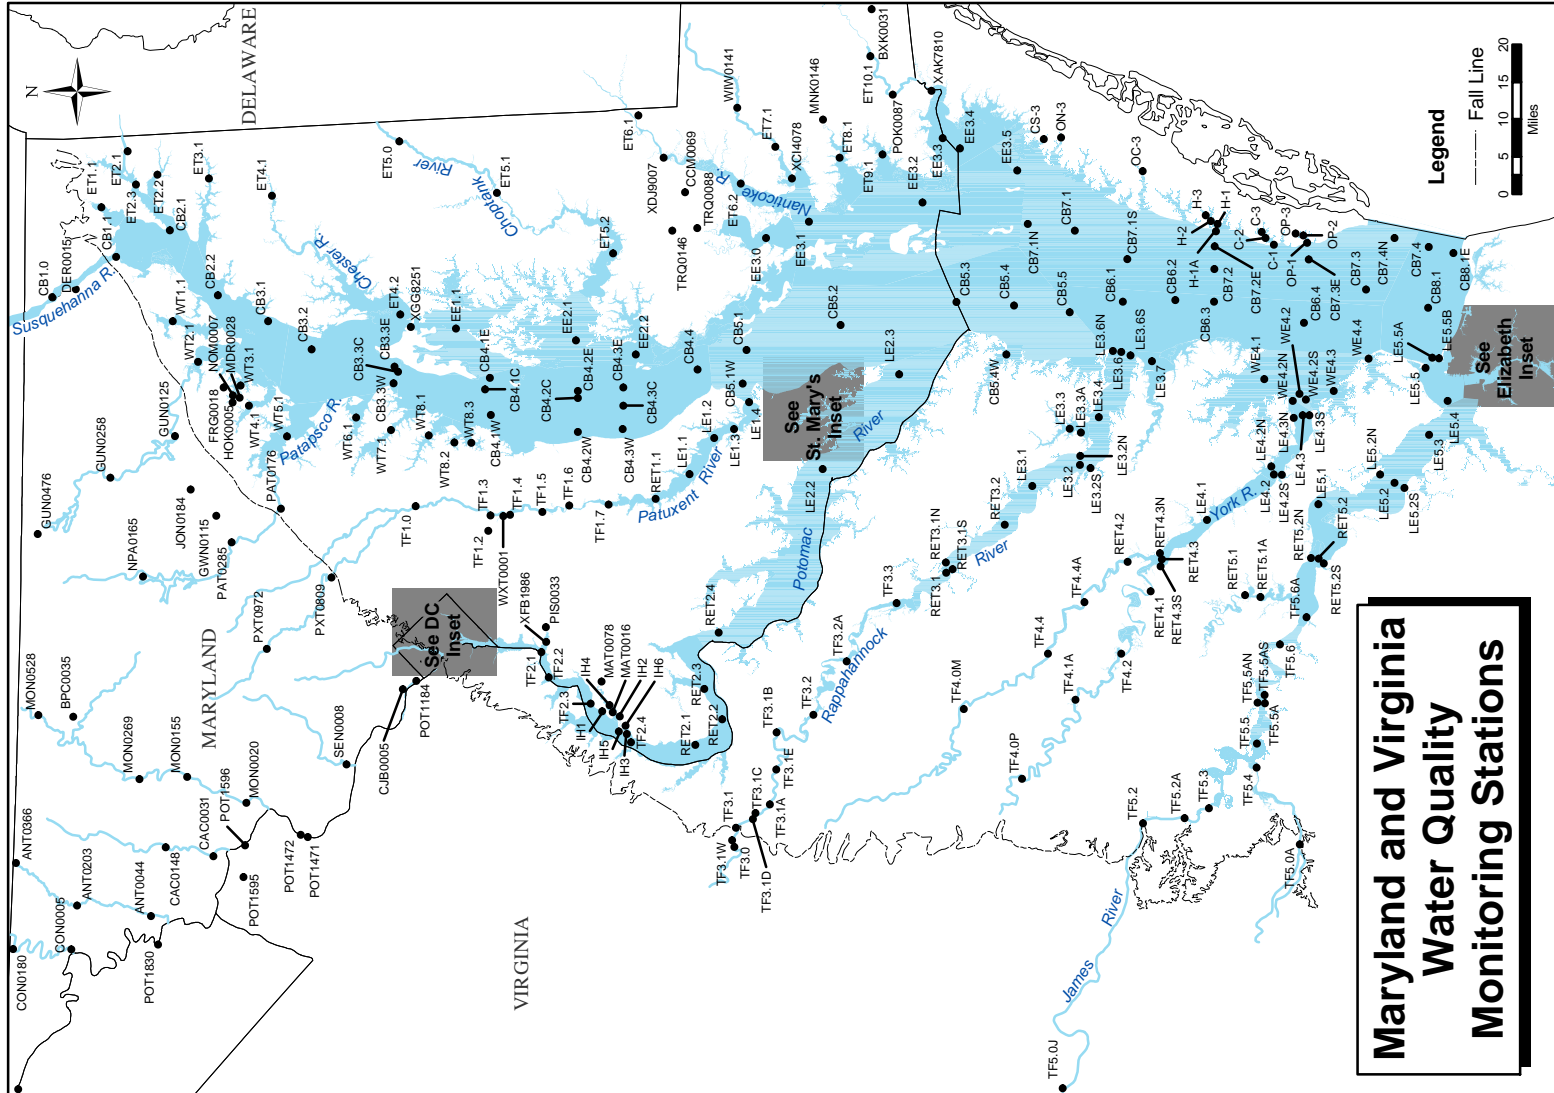 Maryland and Virginia
Water Quality
Monitoring Stations
Legend
Fall Line
0
5
10
20
Miles
N
DELAWARE
MARYLAND
VIRGINIA
See DC
Inset
See
St. Mary's
Inset
See
Elizabeth
Inset
Susquehanna R.
Chester R.
Choptank
River
Nanticoke
R.
Patapsco R.
Patuxent
River
Potomac
River
Rappahannock
River
York R.
James
River
CON0180
CON0005
ANT0366
ANT0203
ANT0044
POT1830
CAC0148
CAC0031
POT1595
POT1596
POT1472
POT1471
MON0528
BPC0035
MON0269
MON0155
MON0020
SEN0008
CJB0005
POT1184
PXT0972
PXT0809
GUN0476
GUN0258
GUN0125
NPA0165
JON0184
GWN0115
PAT0285
PAT0176
CB1.0
DER0015
CB1.1
ET1.1
ET2.1
ET2.3
ET2.2
CB2.1
ET3.1
CB2.2
WT1.1
WT2.1
NOM0007
MDR0028
WT3.1
FRG0018
HOK0005
WT4.1
WT5.1
CB3.1
CB3.2
ET4.1
ET4.2
CB3.3E
CB3.3C
CB3.3W
XGG8251
WT6.1
WT7.1
WT8.1
WT8.2
WT8.3
EE1.1
CB4.1E
CB4.1C
CB4.1W
ET5.0
ET5.1
ET5.2
EE2.1
EE2.2
CB4.2E
CB4.2C
CB4.2W
CB4.3E
CB4.3C
CB4.3W
CB4.4
TF1.0
TF1.2
TF1.3
WXT0001
TF1.4
TF1.5
TF1.6
TF1.7
RET1.1
LE1.1
LE1.2
LE1.3
LE1.4
CB5.1W
CB5.1
CB5.2
CB5.3
CB5.4
CB5.4W
CB5.5
ET6.1
XDJ9007
CCM0069
TRQ0088
TRQ0146
ET6.2
WIW0141
ET7.1
XCI4078
MNK0146
ET8.1
ET9.1
POK0087
ET10.1
BXK0031
XAK7810
EE3.0
EE3.1
EE3.2
EE3.3
EE3.4
EE3.5
CS-3
ON-3
OC-3
XFB1986
PIS0033
TF2.1
TF2.2
TF2.3
IH4
MAT0078
MAT0016
IH2
IH6
IH1
IH5
IH3
TF2.4
RET2.1
RET2.2
RET2.3
RET2.4
LE2.2
LE2.3
TF3.1W
TF3.0
TF3.1D
TF3.1
TF3.1C
TF3.1A
TF3.1E
TF3.1B
TF3.2
TF3.2A
TF3.3
RET3.1
RET3.1N
RET3.1S
RET3.2
LE3.1
LE3.2
LE3.2N
LE3.2S
LE3.3
LE3.3A
LE3.4
LE3.6N
LE3.6
LE3.6S
LE3.7
CB6.1
CB6.2
CB6.3
CB6.4
CB7.1
CB7.1N
CB7.1S
CB7.2
CB7.2E
H-1A
H-2
H-3
H-1
C-1
C-2
C-3
OP-1
OP-2
OP-3
CB7.3
CB7.3E
CB7.4N
CB7.4
CB8.1
CB8.1E
TF4.0M
TF4.0P
TF4.1A
TF4.2
TF4.4
TF4.4A
RET4.1
RET4.2
RET4.3N
RET4.3
RET4.3S
LE4.1
LE4.2
LE4.2N
LE4.2S
LE4.3N
LE4.3
LE4.3S
WE4.1
WE4.2N
WE4.2
WE4.2S
WE4.3
WE4.4
TF5.0J
TF5.0A
TF5.2
TF5.2A
TF5.3
TF5.4
TF5.5
TF5.5AN
TF5.5AS
TF5.5A
TF5.6
TF5.6A
RET5.1
RET5.1A
RET5.2N
RET5.2
RET5.2S
LE5.1
LE5.2N
LE5.2
LE5.2S
LE5.3
LE5.4
LE5.5
LE5.5A
LE5.5B